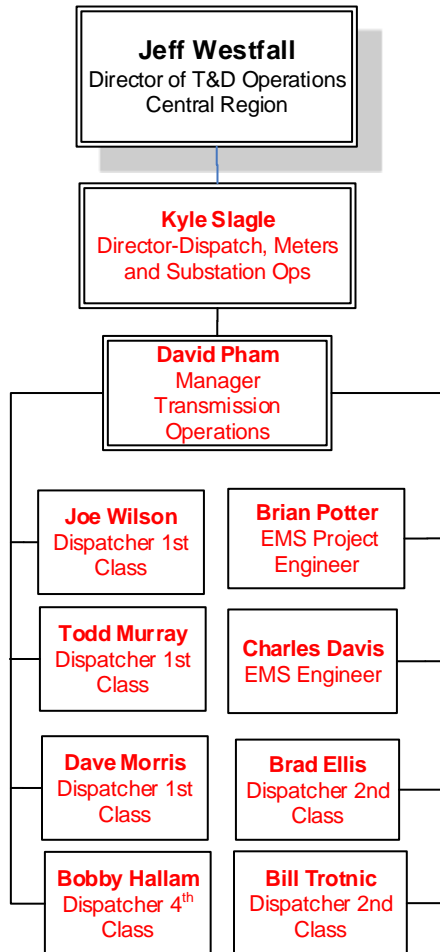 Jeff Westfall
Director of T&D Operations
Central Region
Kyle Slagle
Director-Dispatch, Meters
and Substation Ops
David Pham
Manager
Transmission
Operations
Joe Wilson
Dispatcher 1st
Class
Brian Potter
EMS Project
Engineer
Todd Murray
Dispatcher 1st
Class
Charles Davis
EMS Engineer
Dave Morris
Dispatcher 1st
Class
Brad Ellis
Dispatcher 2nd
Class
Bobby Hallam
Dispatcher 4th
Class
Bill Trotnic
Dispatcher 2nd
Class